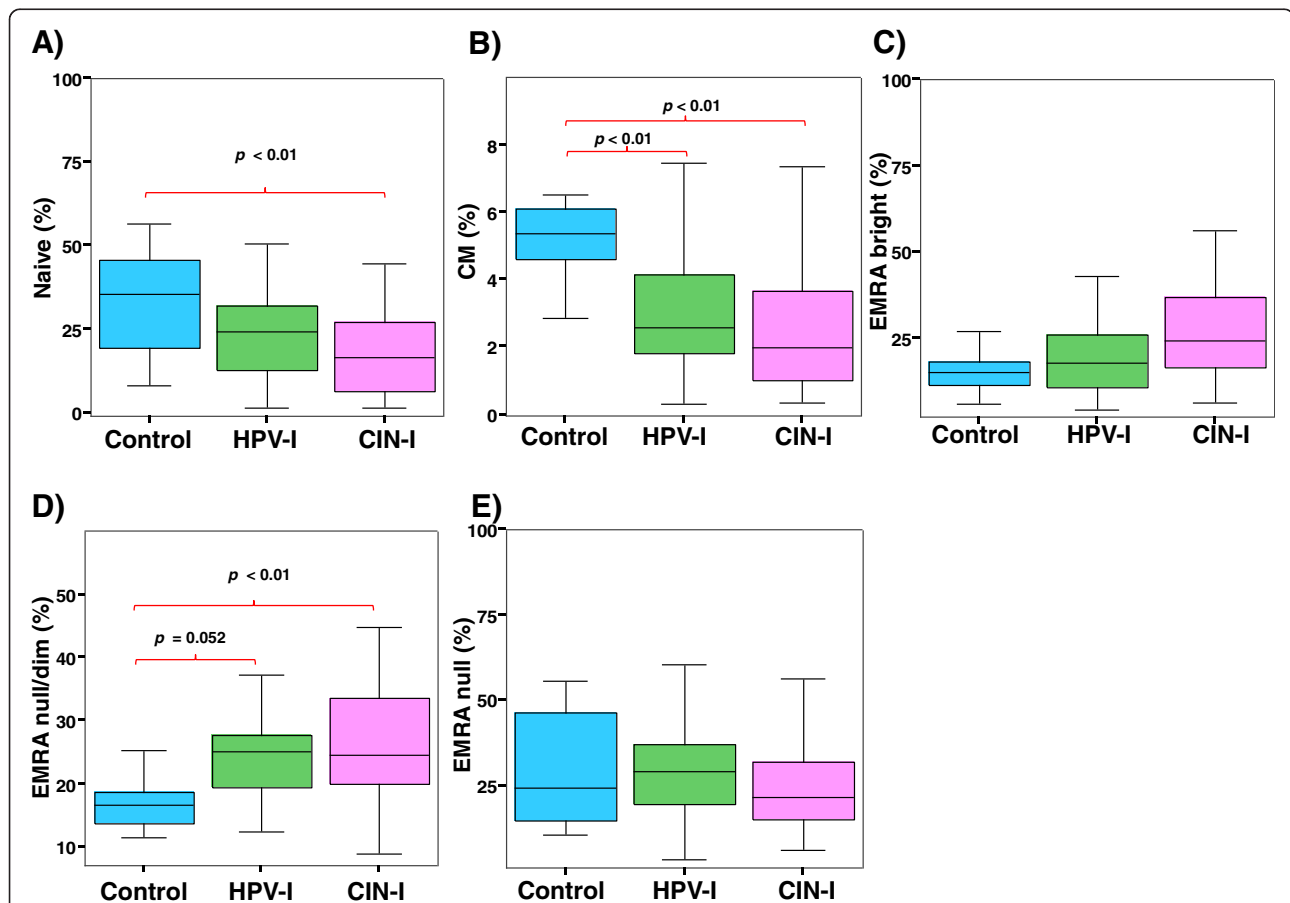 A)
Naive (%)
100
75
50
25
0
p < 0.01
Control HPV-I CIN-I
B)
CM (%)
8
6
4
2
0
p < 0.01
p < 0.01
Control HPV-I CIN-I
C)
EMRA bright (%)
100
75
50
25
Control HPV-I CIN-I
D)
EMRA null/dim (%)
50
40
30
20
10
p < 0.01
p = 0.052
Control HPV-I CIN-I
E)
EMRA null (%)
100
75
50
25
Control HPV-I CIN-I